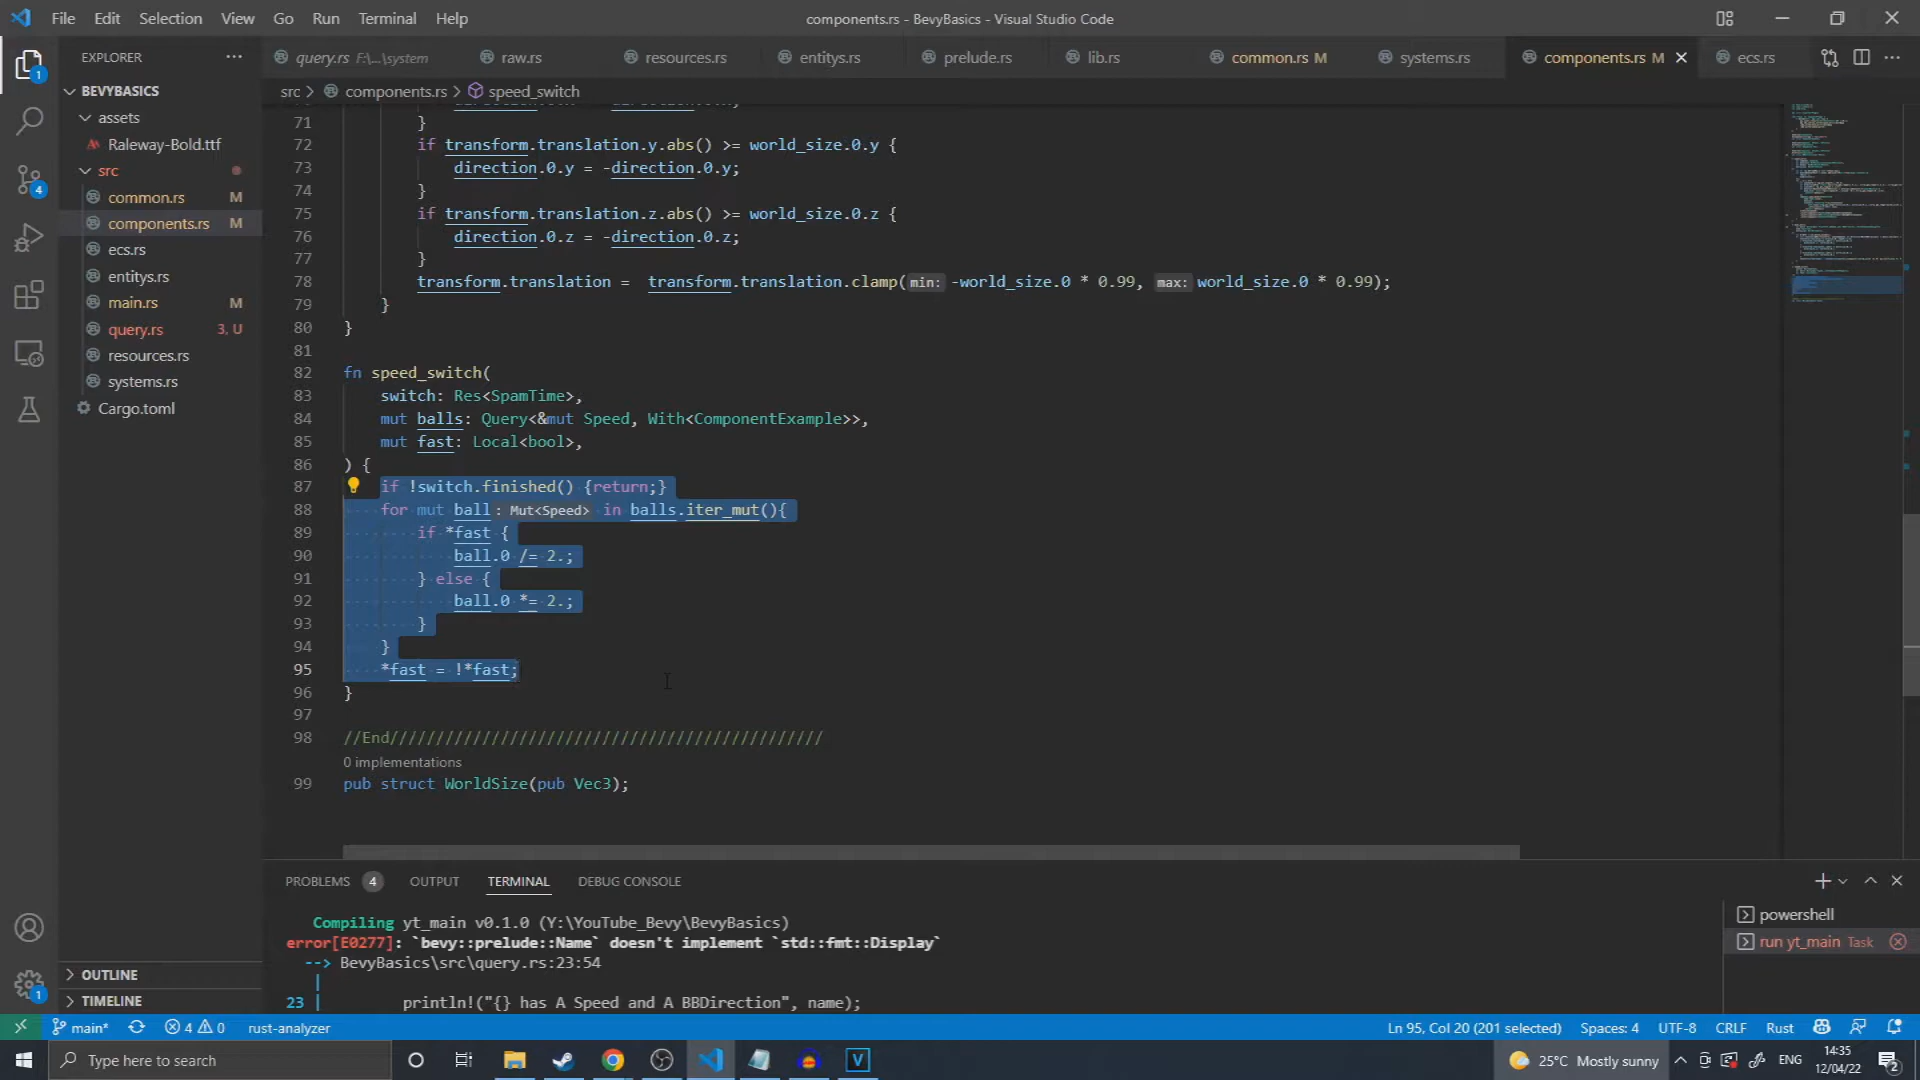 File Edit Selection View Go Run Terminal Help
components.rs - BevyBasics - Visual Studio Code
EXPLORER
query.rs F:\...\system raw.rs resources.rs entitys.rs prelude.rs lib.rs common.rs M systems.rs components.rs M ecs.rs
src > components.rs > speed_switch
BEVYBASICS
assets
Raleway-Bold.ttf
src
common.rs M
components.rs M
ecs.rs
entitys.rs
main.rs M
query.rs 3, U
resources.rs
systems.rs
Cargo.toml
OUTLINE
TIMELINE
71 }
72 if transform.translation.y.abs() >= world_size.0.y {
73 direction.0.y = -direction.0.y;
74 }
75 if transform.translation.z.abs() >= world_size.0.z {
76 direction.0.z = -direction.0.z;
77 }
78 transform.translation = transform.translation.clamp(min: -world_size.0 * 0.99, max: world_size.0 * 0.99);
79 }
80 }
81
82 fn speed_switch(
83 switch: Res<SpamTime>,
84 mut balls: Query<&mut Speed, With<ComponentExample>>,
85 mut fast: Local<bool>,
86 ) {
87 if !switch.finished() {return;}
88 for mut ball: Mut<Speed> in balls.iter_mut(){
89 if *fast {
90 ball.0 /= 2.;
91 } else {
92 ball.0 *= 2.;
93 }
94 }
95 *fast = !*fast;
96 }
97
98 //End///////////////////////////////////////////////
0 implementations
99 pub struct WorldSize(pub Vec3);
PROBLEMS 4 OUTPUT TERMINAL DEBUG CONSOLE
Compiling yt_main v0.1.0 (Y:\YouTube_Bevy\BevyBasics)
error[E0277]: `bevy::prelude::Name` doesn't implement `std::fmt::Display`
--> BevyBasics\src\query.rs:23:54
|
23 | println!("{} has A Speed and A BBDirection", name);
powershell
run yt_main Task
main* 4 0 rust-analyzer
Ln 95, Col 20 (201 selected) Spaces: 4 UTF-8 CRLF Rust
Type here to search
25°C Mostly sunny ENG
14:35
12/04/22